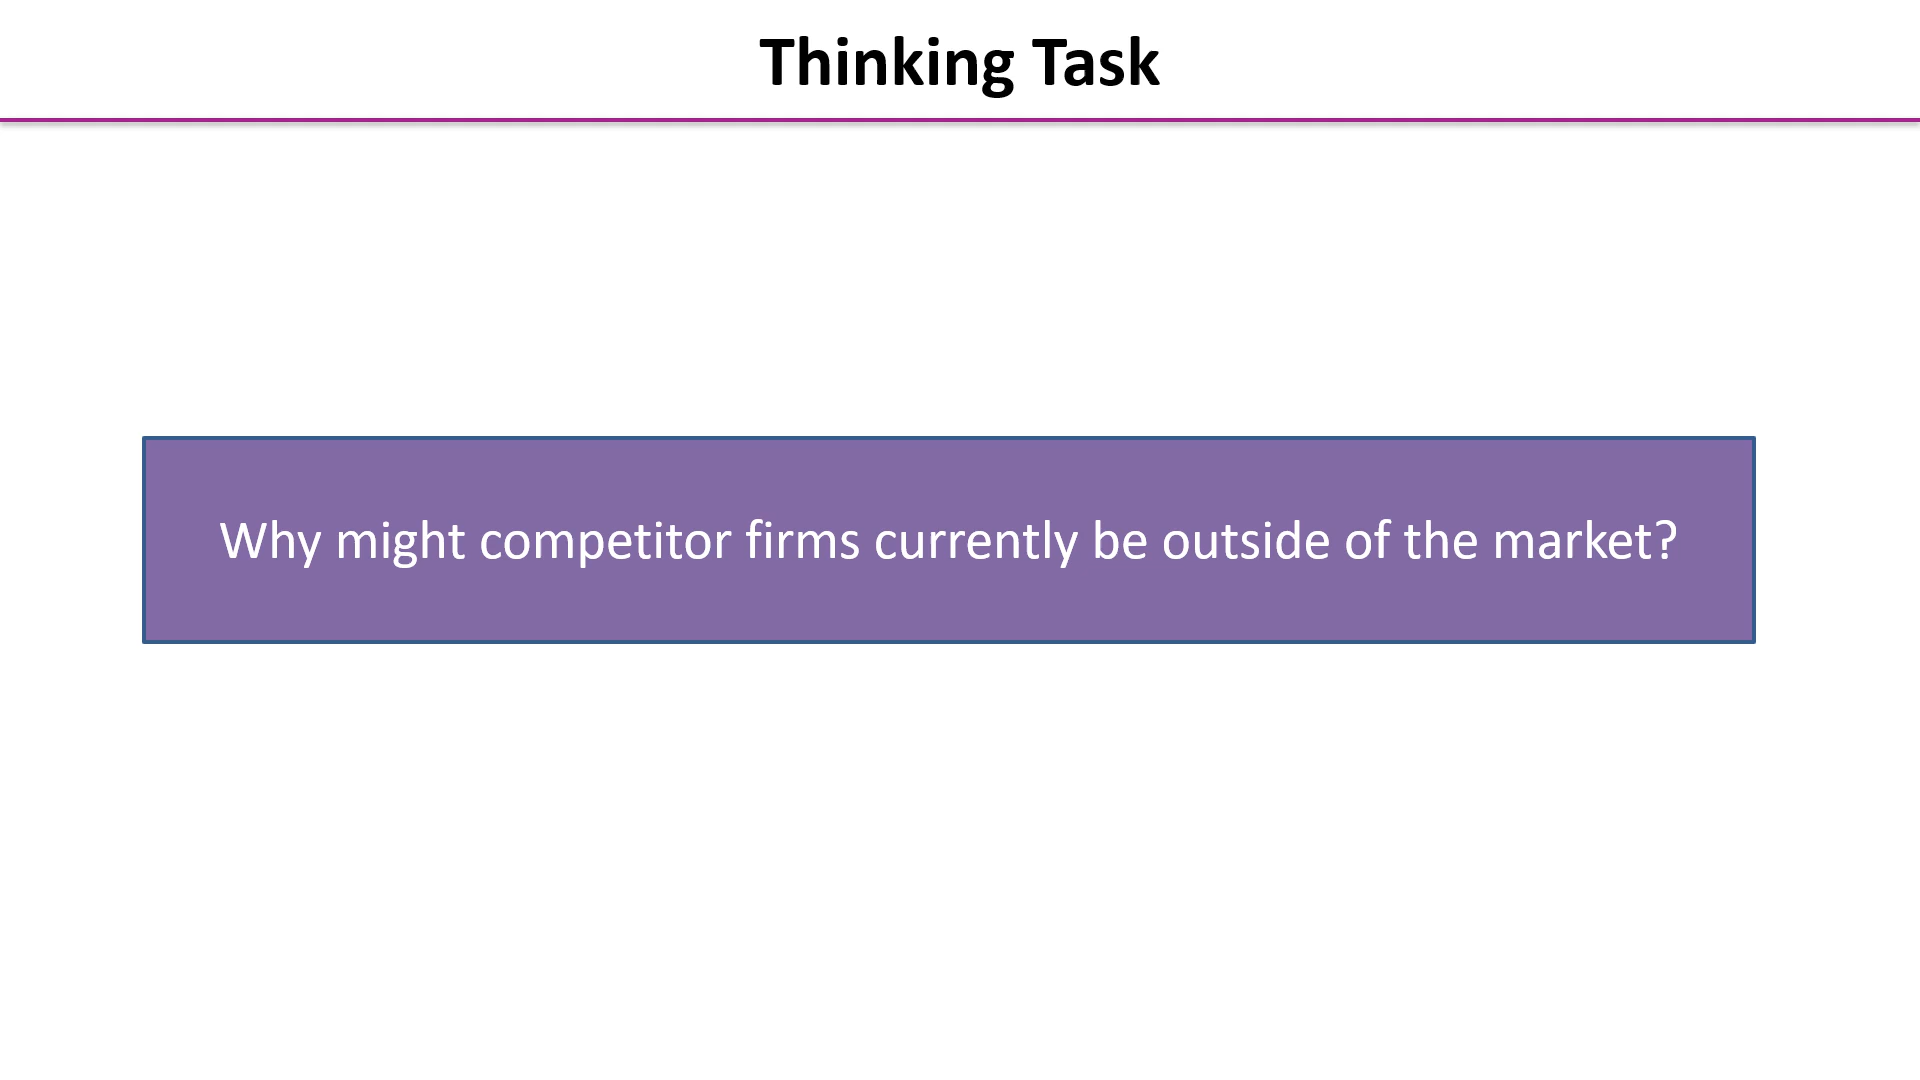 Thinking Task
Why might competitor firms currently be outside of the market?